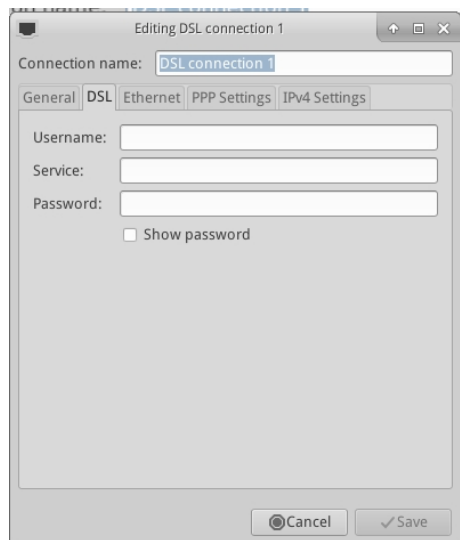 Editing DSL connection 1
Connection name: DSL connection 1
General DSL Ethernet PPP Settings IPv4 Settings
Username:
Service:
Password:
Show password
Cancel Save